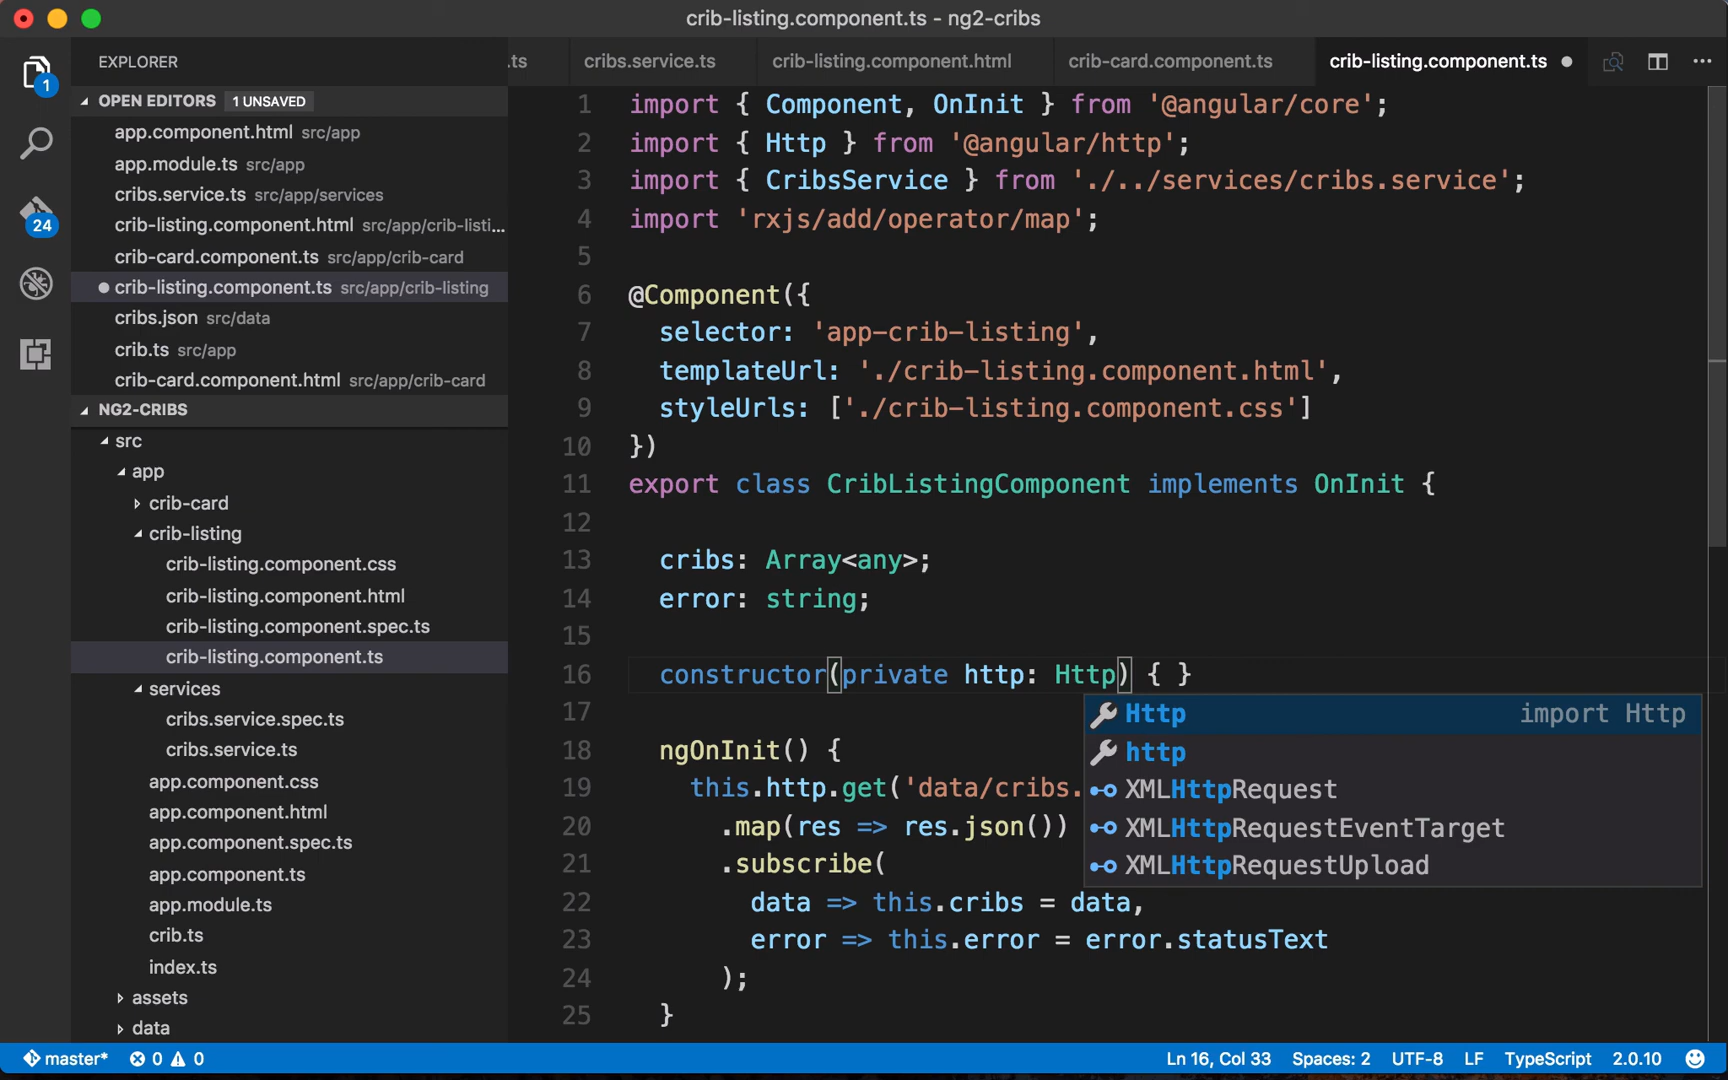 crib-listing.component.ts - ng2-cribs
EXPLORER
.ts
cribs.service.ts
crib-listing.component.html
crib-card.component.ts
crib-listing.component.ts
1
OPEN EDITORS 1 UNSAVED
app.component.html src/app
app.module.ts src/app
cribs.service.ts src/app/services
crib-listing.component.html src/app/crib-listi...
crib-card.component.ts src/app/crib-card
crib-listing.component.ts src/app/crib-listing
cribs.json src/data
crib.ts src/app
crib-card.component.html src/app/crib-card
24
NG2-CRIBS
src
app
crib-card
crib-listing
crib-listing.component.css
crib-listing.component.html
crib-listing.component.spec.ts
crib-listing.component.ts
services
cribs.service.spec.ts
cribs.service.ts
app.component.css
app.component.html
app.component.spec.ts
app.component.ts
app.module.ts
crib.ts
index.ts
assets
data
1 import { Component, OnInit } from '@angular/core';
2 import { Http } from '@angular/http';
3 import { CribsService } from './../services/cribs.service';
4 import 'rxjs/add/operator/map';
5
6 @Component({
7 selector: 'app-crib-listing',
8 templateUrl: './crib-listing.component.html',
9 styleUrls: ['./crib-listing.component.css']
10 })
11 export class CribListingComponent implements OnInit {
12
13 cribs: Array<any>;
14 error: string;
15
16 constructor(private http: Http) { }
17
18 ngOnInit() {
19 this.http.get('data/cribs.
20 .map(res => res.json())
21 .subscribe(
22 data => this.cribs = data,
23 error => this.error = error.statusText
24 );
25 }
Http import Http
http
XMLHttpRequest
XMLHttpRequestEventTarget
XMLHttpRequestUpload
master* 0 0 Ln 16, Col 33 Spaces: 2 UTF-8 LF TypeScript 2.0.10